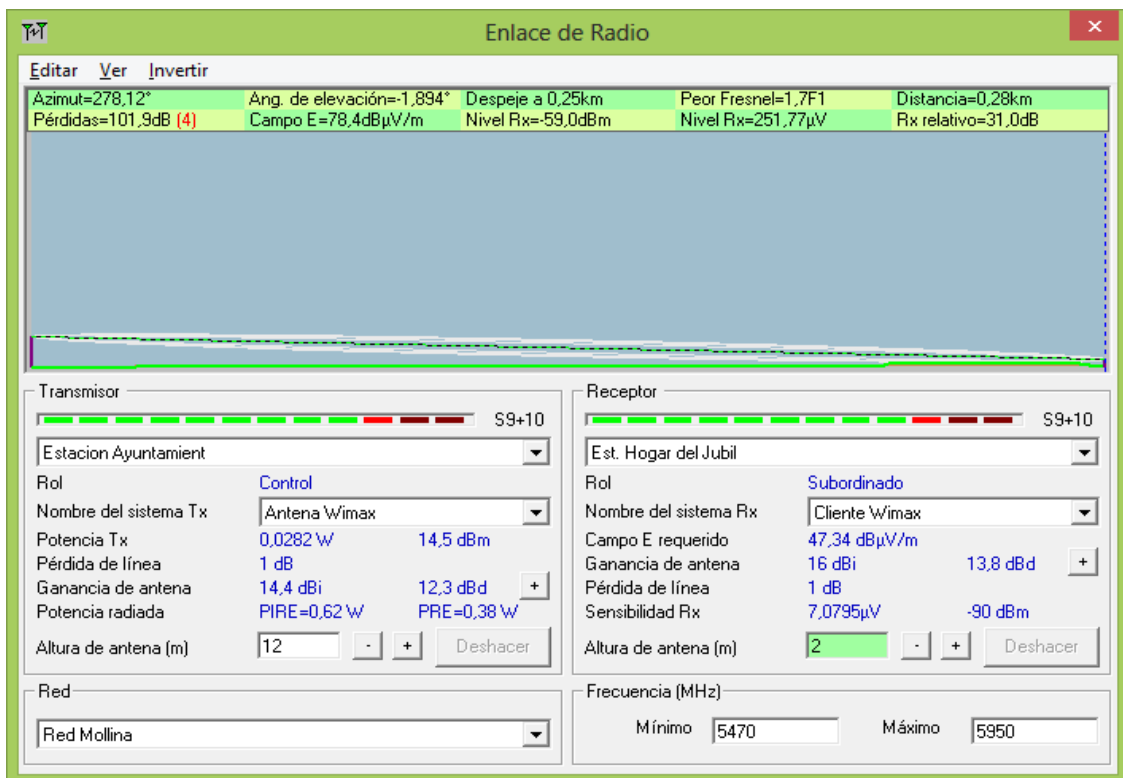 Enlace de Radio
Editar Ver Invertir
Azimut=278,12° Ang. de elevación=-1,894° Despeje a 0,25km Peor Fresnel=1,7F1 Distancia=0,28km
Pérdidas=101,9dB (4) Campo E=78,4dBµV/m Nivel Rx=-59,0dBm Nivel Rx=251,77µV Rx relativo=31,0dB
Transmisor
S9+10
Estacion Ayuntamient
Rol Control
Nombre del sistema Tx Antena Wimax
Potencia Tx 0,0282 W 14,5 dBm
Pérdida de línea 1 dB
Ganancia de antena 14,4 dBi 12,3 dBd +
Potencia radiada PIRE=0,62 W PRE=0,38 W
Altura de antena (m) 12 - + Deshacer
Red
Red Mollina
Receptor
S9+10
Est. Hogar del Jubil
Rol Subordinado
Nombre del sistema Rx Cliente Wimax
Campo E requerido 47,34 dBµV/m
Ganancia de antena 16 dBi 13,8 dBd +
Pérdida de línea 1 dB
Sensibilidad Rx 7,0795µV -90 dBm
Altura de antena (m) 2 - + Deshacer
Frecuencia (MHz)
Mínimo 5470 Máximo 5950